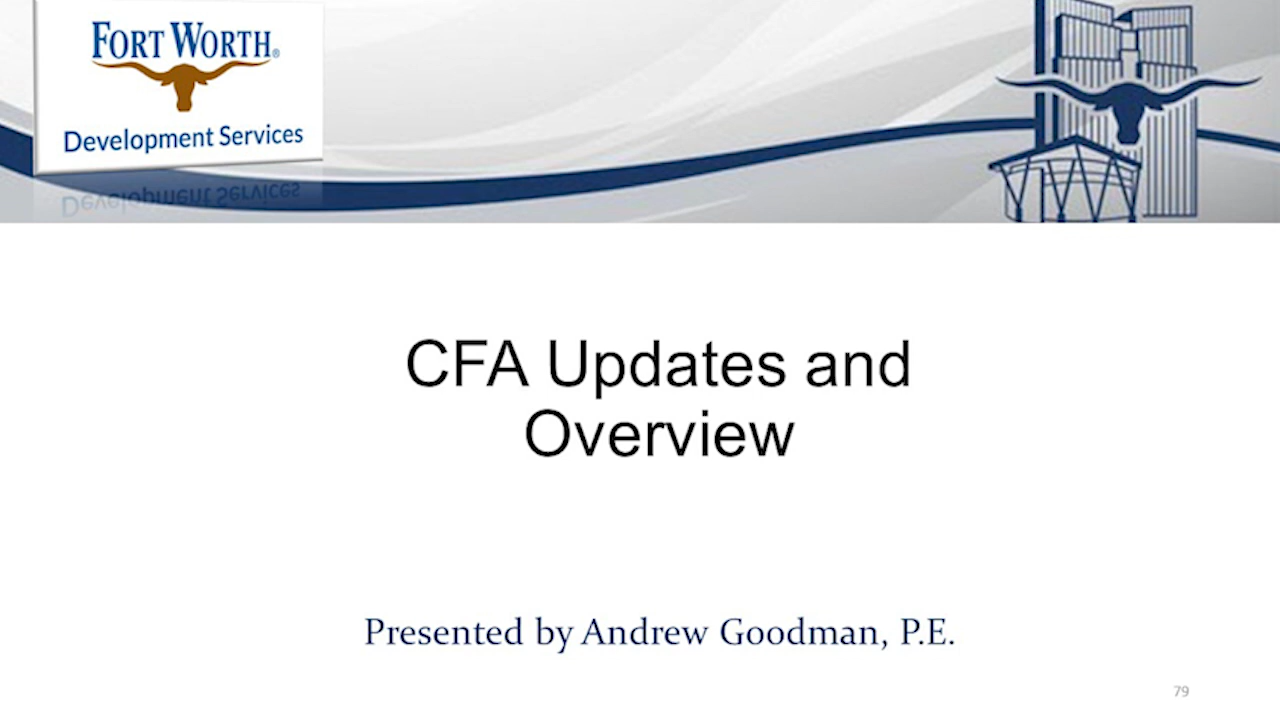 FORT WORTH®
Development Services
Development Services
CFA Updates and
Overview
Presented by Andrew Goodman, P.E.
79